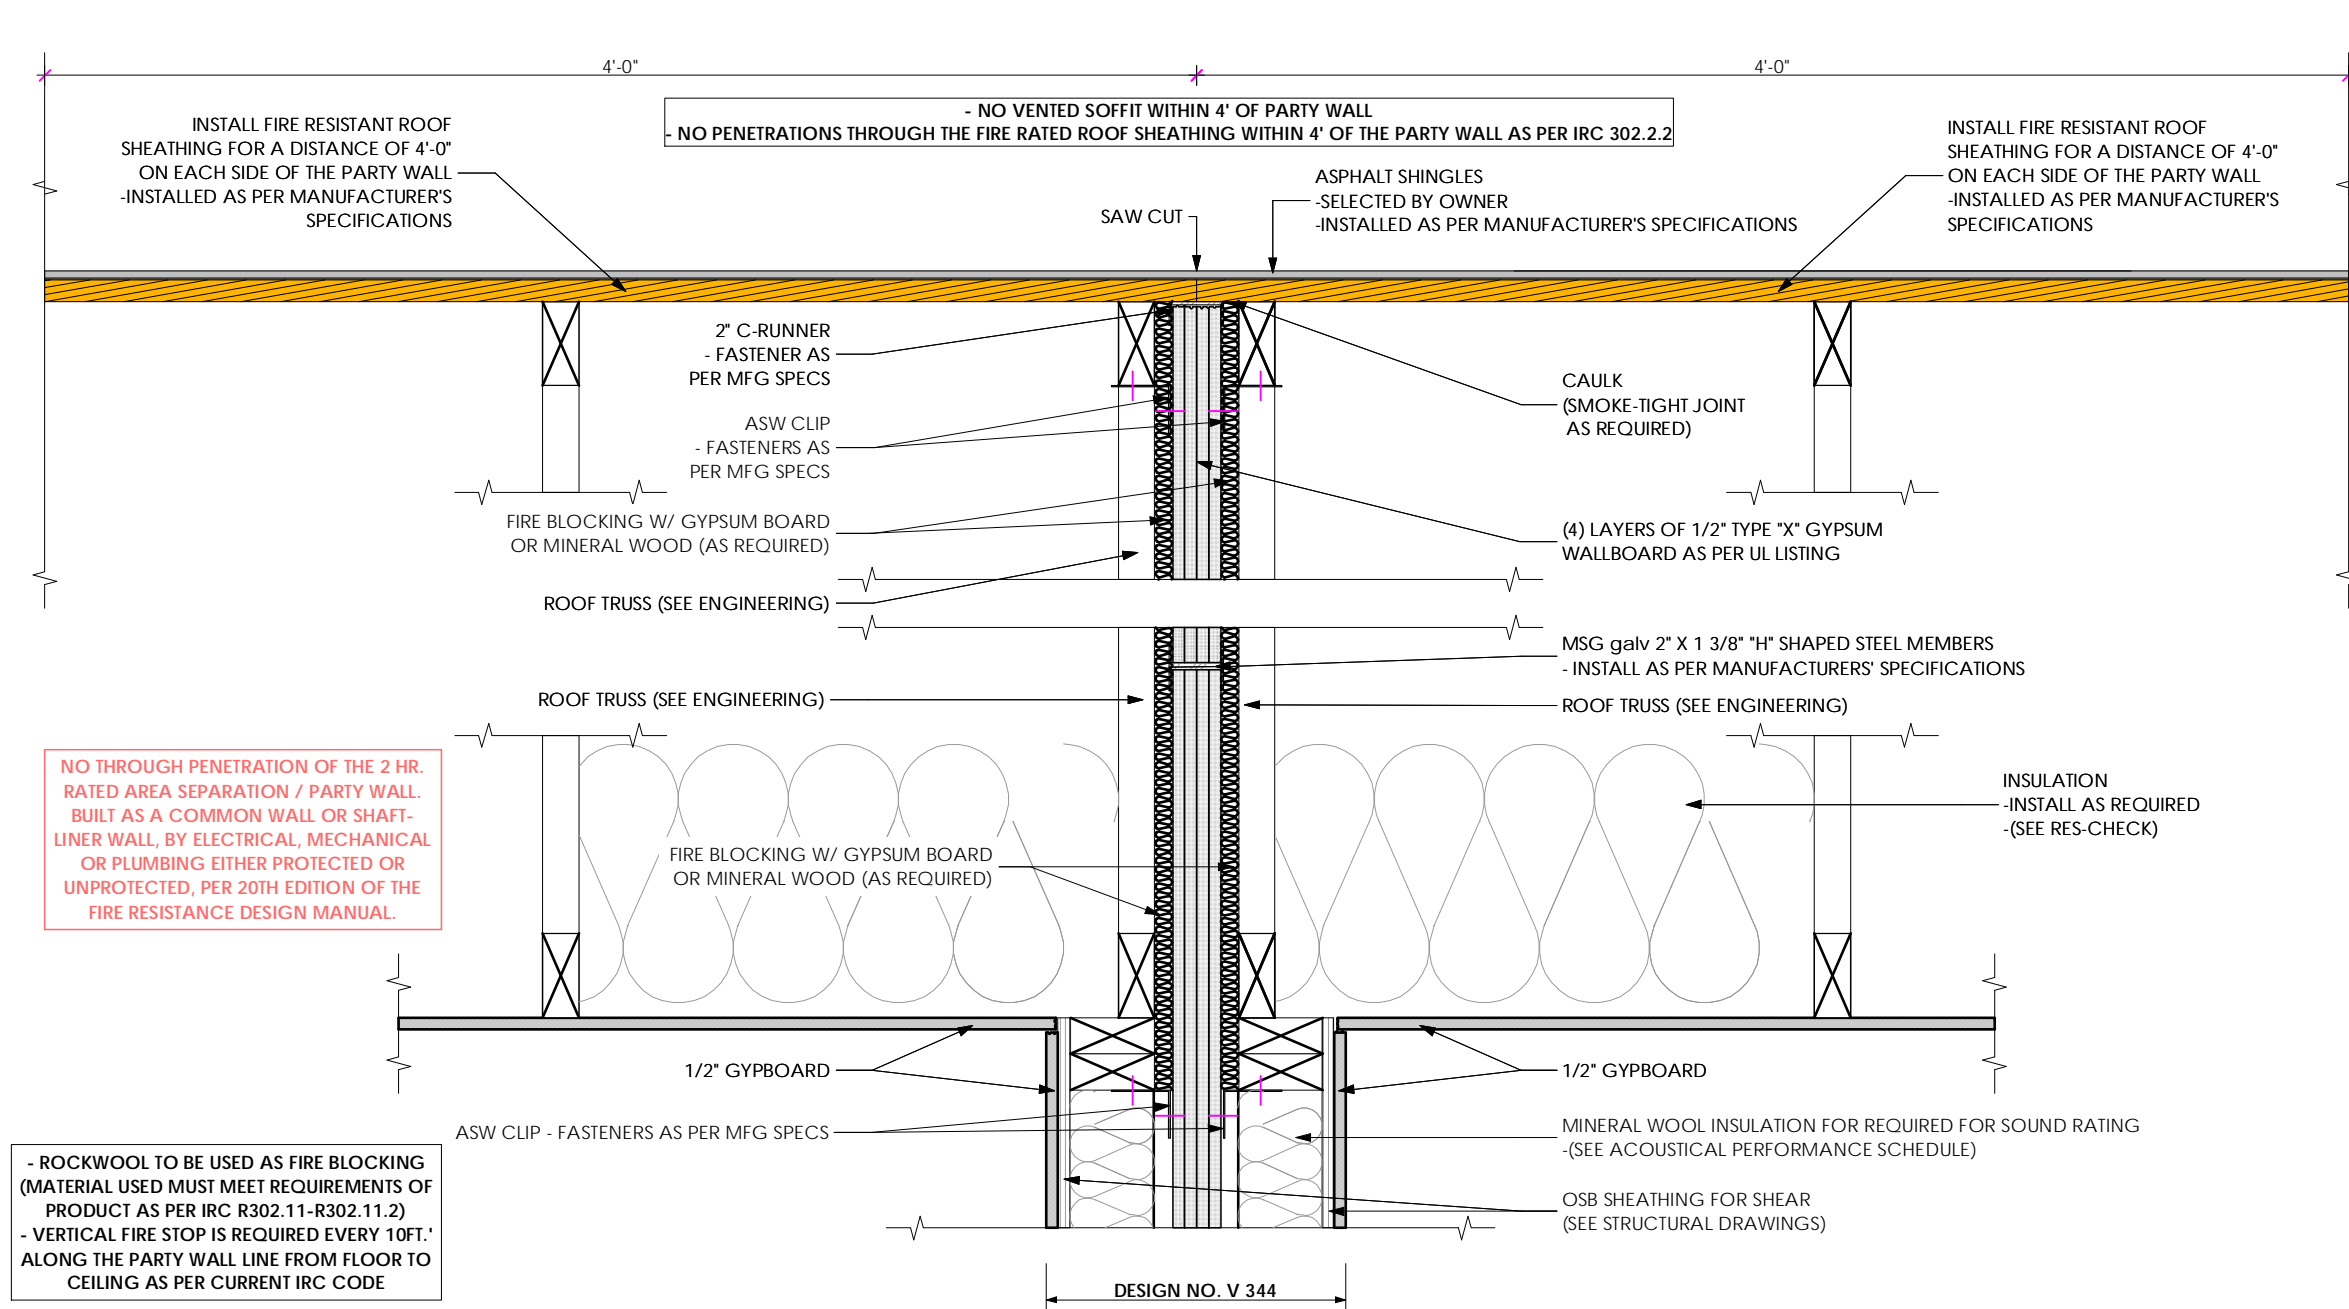 4'-0"
4'-0"
- NO VENTED SOFFIT WITHIN 4' OF PARTY WALL
- NO PENETRATIONS THROUGH THE FIRE RATED ROOF SHEATHING WITHIN 4' OF THE PARTY WALL AS PER IRC 302.2.2
INSTALL FIRE RESISTANT ROOF
SHEATHING FOR A DISTANCE OF 4'-0"
ON EACH SIDE OF THE PARTY WALL
-INSTALLED AS PER MANUFACTURER'S
SPECIFICATIONS
SAW CUT
ASPHALT SHINGLES
-SELECTED BY OWNER
-INSTALLED AS PER MANUFACTURER'S SPECIFICATIONS
INSTALL FIRE RESISTANT ROOF
SHEATHING FOR A DISTANCE OF 4'-0"
ON EACH SIDE OF THE PARTY WALL
-INSTALLED AS PER MANUFACTURER'S
SPECIFICATIONS
2" C-RUNNER
- FASTENER AS
PER MFG SPECS
CAULK
(SMOKE-TIGHT JOINT
AS REQUIRED)
ASW CLIP
- FASTENERS AS
PER MFG SPECS
FIRE BLOCKING W/ GYPSUM BOARD
OR MINERAL WOOD (AS REQUIRED)
(4) LAYERS OF 1/2" TYPE "X" GYPSUM
WALLBOARD AS PER UL LISTING
ROOF TRUSS (SEE ENGINEERING)
MSG galv 2" X 1 3/8" "H" SHAPED STEEL MEMBERS
- INSTALL AS PER MANUFACTURERS' SPECIFICATIONS
ROOF TRUSS (SEE ENGINEERING)
ROOF TRUSS (SEE ENGINEERING)
NO THROUGH PENETRATION OF THE 2 HR.
RATED AREA SEPARATION / PARTY WALL.
BUILT AS A COMMON WALL OR SHAFT-
LINER WALL, BY ELECTRICAL, MECHANICAL
OR PLUMBING EITHER PROTECTED OR
UNPROTECTED, PER 20TH EDITION OF THE
FIRE RESISTANCE DESIGN MANUAL.
INSULATION
-INSTALL AS REQUIRED
-(SEE RES-CHECK)
FIRE BLOCKING W/ GYPSUM BOARD
OR MINERAL WOOD (AS REQUIRED)
1/2" GYPBOARD
1/2" GYPBOARD
ASW CLIP - FASTENERS AS PER MFG SPECS
MINERAL WOOL INSULATION FOR REQUIRED FOR SOUND RATING
-(SEE ACOUSTICAL PERFORMANCE SCHEDULE)
OSB SHEATHING FOR SHEAR
(SEE STRUCTURAL DRAWINGS)
- ROCKWOOL TO BE USED AS FIRE BLOCKING
(MATERIAL USED MUST MEET REQUIREMENTS OF
PRODUCT AS PER IRC R302.11-R302.11.2)
- VERTICAL FIRE STOP IS REQUIRED EVERY 10FT.'
ALONG THE PARTY WALL LINE FROM FLOOR TO
CEILING AS PER CURRENT IRC CODE
DESIGN NO. V 344